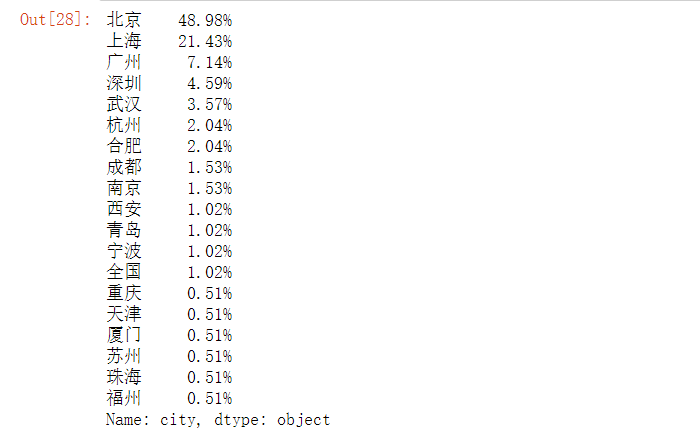 Out[28]: 北京 48.98%
上海 21.43%
广州 7.14%
深圳 4.59%
武汉 3.57%
杭州 2.04%
合肥 2.04%
成都 1.53%
南京 1.53%
西安 1.02%
青岛 1.02%
宁波 1.02%
全国 1.02%
重庆 0.51%
天津 0.51%
厦门 0.51%
苏州 0.51%
珠海 0.51%
福州 0.51%
Name: city, dtype: object